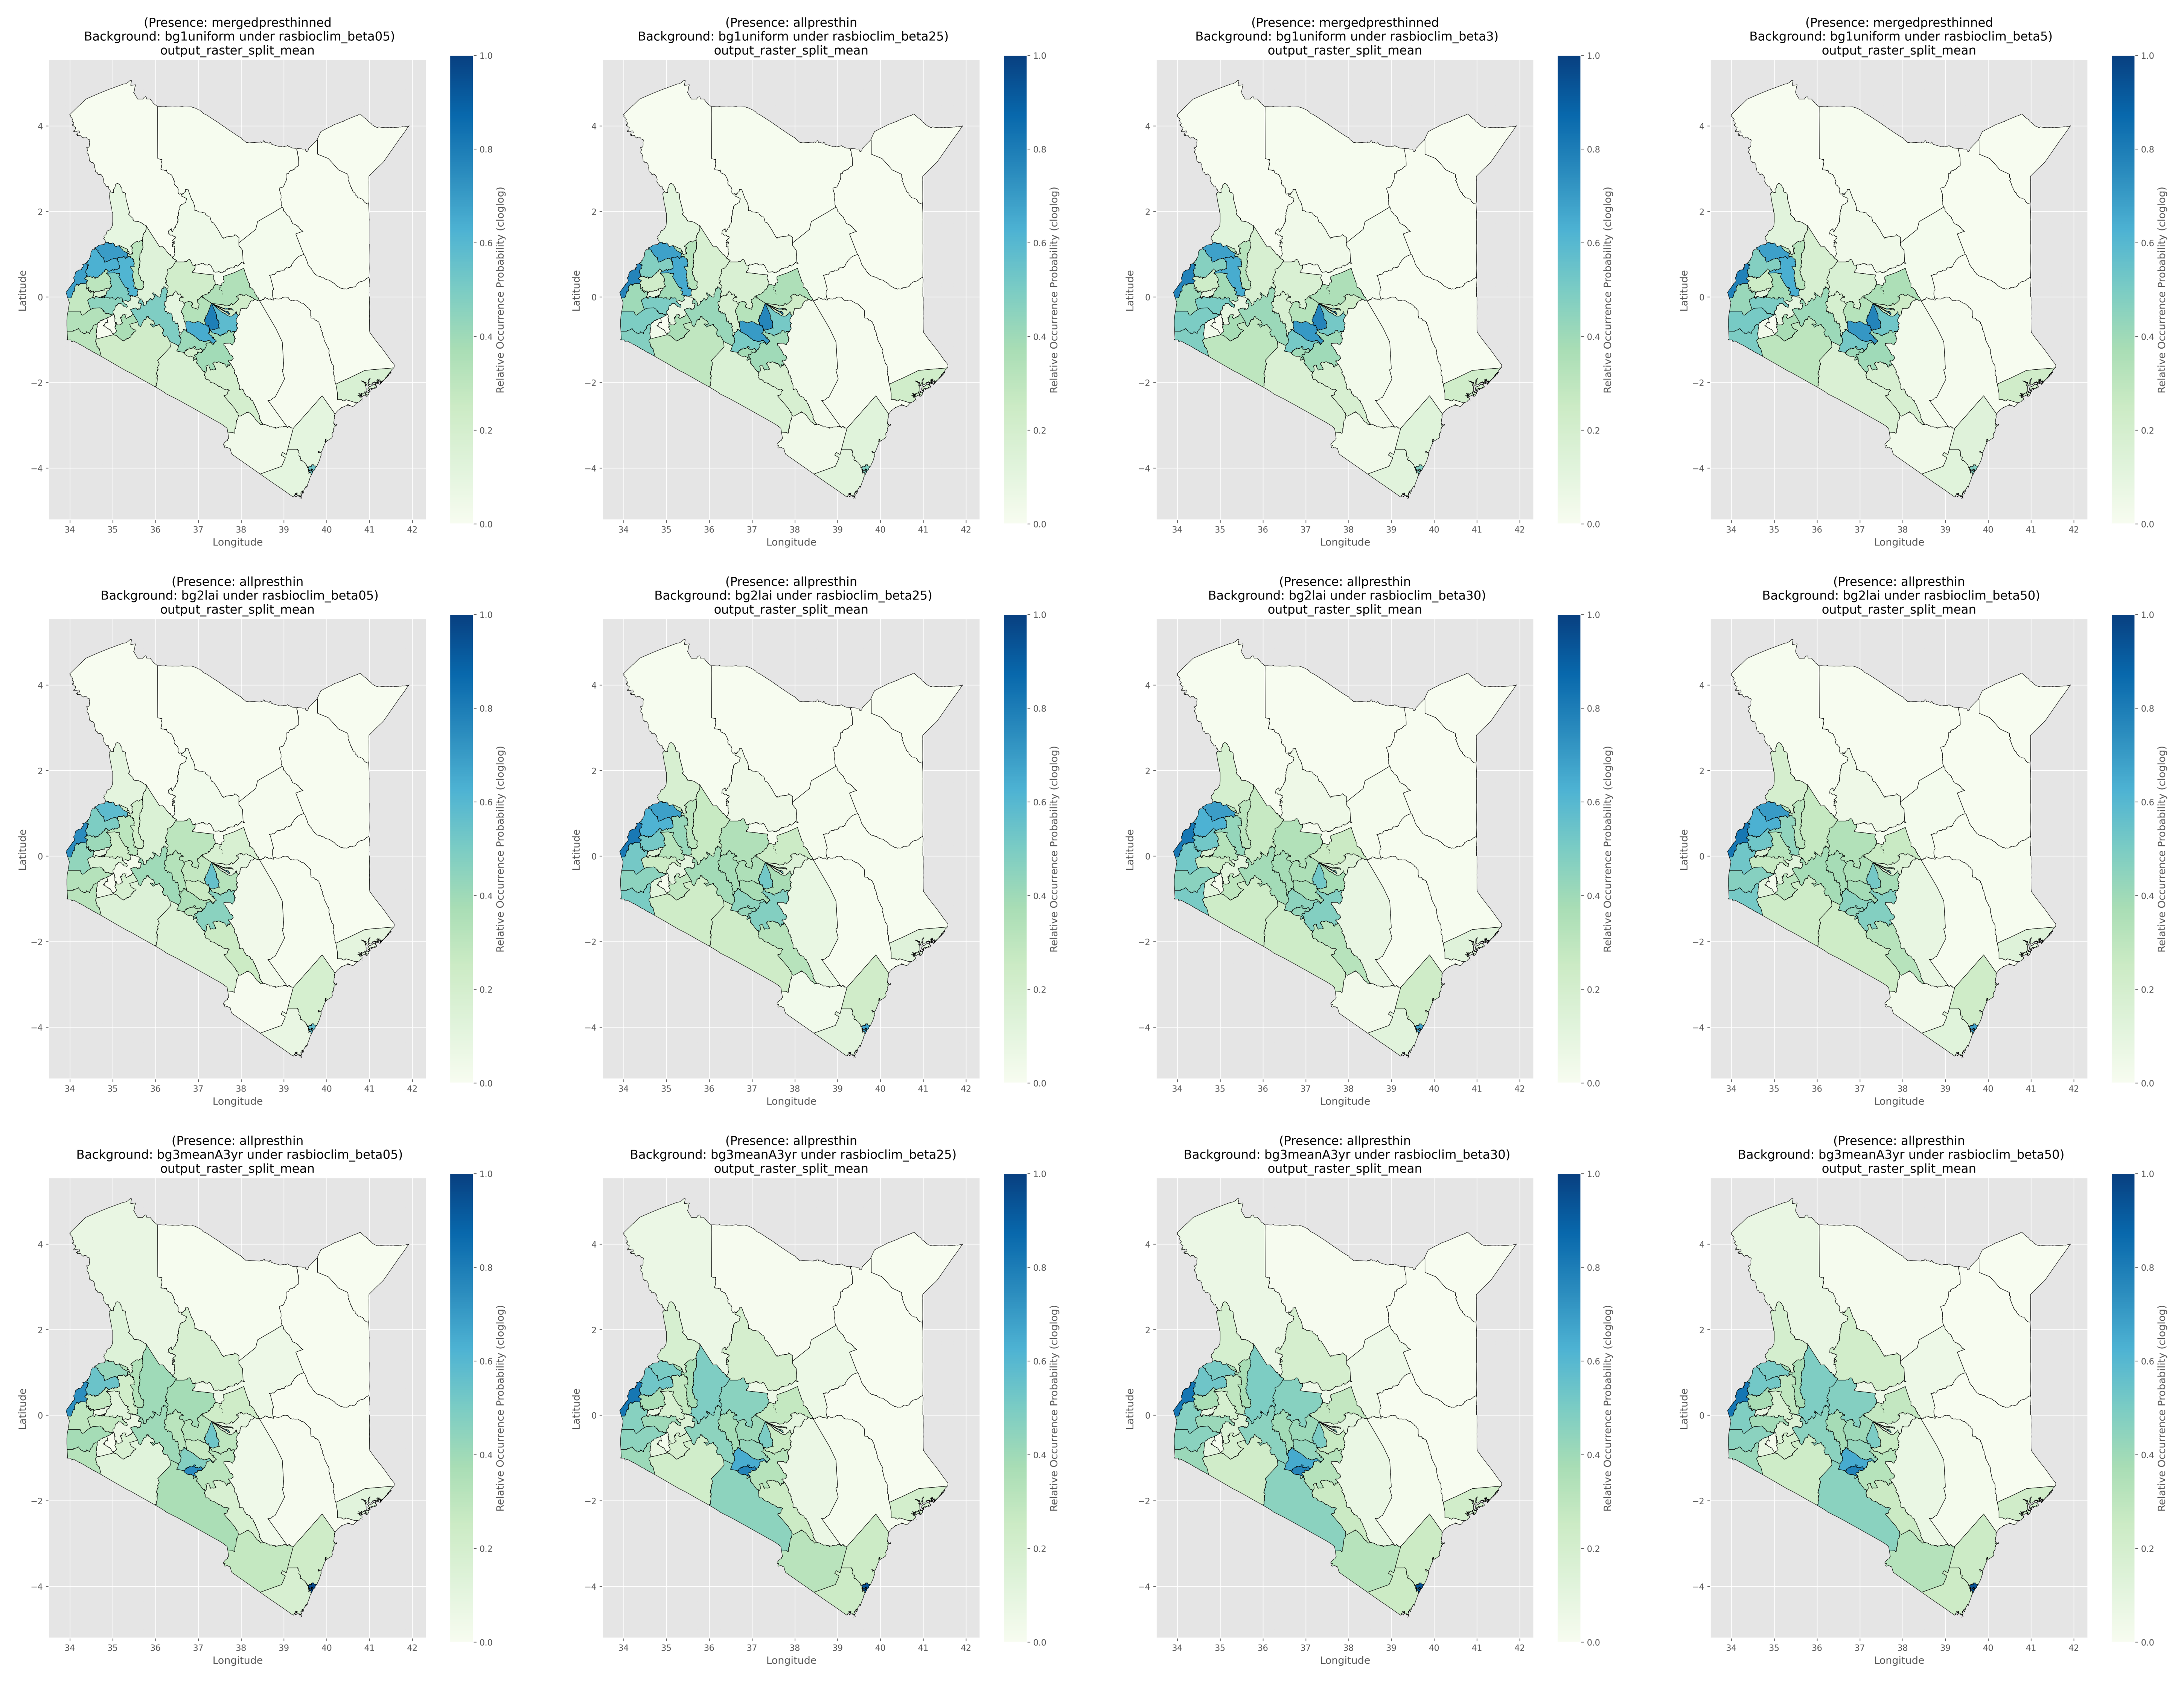 (Presence: mergedpresthinned
Background: bg1uniform under rasbioclim_beta05)
output_raster_split_mean
Latitude
4
2
0
−2
−4
34 35 36 37 38 39 40 41 42
Longitude
1.0
0.8
0.6
0.4
0.2
0.0
Relative Occurrence Probability (cloglog)
(Presence: allpresthin
Background: bg1uniform under rasbioclim_beta25)
output_raster_split_mean
Latitude
4
2
0
−2
−4
34 35 36 37 38 39 40 41 42
Longitude
1.0
0.8
0.6
0.4
0.2
0.0
Relative Occurrence Probability (cloglog)
(Presence: mergedpresthinned
Background: bg1uniform under rasbioclim_beta3)
output_raster_split_mean
Latitude
4
2
0
−2
−4
34 35 36 37 38 39 40 41 42
Longitude
1.0
0.8
0.6
0.4
0.2
0.0
Relative Occurrence Probability (cloglog)
(Presence: mergedpresthinned
Background: bg1uniform under rasbioclim_beta5)
output_raster_split_mean
Latitude
4
2
0
−2
−4
34 35 36 37 38 39 40 41 42
Longitude
1.0
0.8
0.6
0.4
0.2
0.0
Relative Occurrence Probability (cloglog)
(Presence: allpresthin
Background: bg2lai under rasbioclim_beta05)
output_raster_split_mean
Latitude
4
2
0
−2
−4
34 35 36 37 38 39 40 41 42
Longitude
1.0
0.8
0.6
0.4
0.2
0.0
Relative Occurrence Probability (cloglog)
(Presence: allpresthin
Background: bg2lai under rasbioclim_beta25)
output_raster_split_mean
Latitude
4
2
0
−2
−4
34 35 36 37 38 39 40 41 42
Longitude
1.0
0.8
0.6
0.4
0.2
0.0
Relative Occurrence Probability (cloglog)
(Presence: allpresthin
Background: bg2lai under rasbioclim_beta30)
output_raster_split_mean
Latitude
4
2
0
−2
−4
34 35 36 37 38 39 40 41 42
Longitude
1.0
0.8
0.6
0.4
0.2
0.0
Relative Occurrence Probability (cloglog)
(Presence: allpresthin
Background: bg2lai under rasbioclim_beta50)
output_raster_split_mean
Latitude
4
2
0
−2
−4
34 35 36 37 38 39 40 41 42
Longitude
1.0
0.8
0.6
0.4
0.2
0.0
Relative Occurrence Probability (cloglog)
(Presence: allpresthin
Background: bg3meanA3yr under rasbioclim_beta05)
output_raster_split_mean
Latitude
4
2
0
−2
−4
34 35 36 37 38 39 40 41 42
Longitude
1.0
0.8
0.6
0.4
0.2
0.0
Relative Occurrence Probability (cloglog)
(Presence: allpresthin
Background: bg3meanA3yr under rasbioclim_beta25)
output_raster_split_mean
Latitude
4
2
0
−2
−4
34 35 36 37 38 39 40 41 42
Longitude
1.0
0.8
0.6
0.4
0.2
0.0
Relative Occurrence Probability (cloglog)
(Presence: allpresthin
Background: bg3meanA3yr under rasbioclim_beta30)
output_raster_split_mean
Latitude
4
2
0
−2
−4
34 35 36 37 38 39 40 41 42
Longitude
1.0
0.8
0.6
0.4
0.2
0.0
Relative Occurrence Probability (cloglog)
(Presence: allpresthin
Background: bg3meanA3yr under rasbioclim_beta50)
output_raster_split_mean
Latitude
4
2
0
−2
−4
34 35 36 37 38 39 40 41 42
Longitude
1.0
0.8
0.6
0.4
0.2
0.0
Relative Occurrence Probability (cloglog)